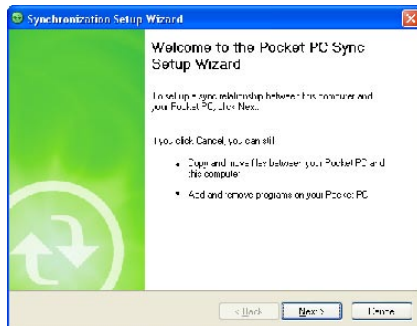 Synchronization Setup Wizard
Welcome to the Pocket PC Sync
Setup Wizard
To set up a sync relationship between this computer and
your Pocket PC, click Next.
If you click Cancel, you can still
• Copy and move files between your Pocket PC and
this computer
• Add and remove programs on your Pocket PC
< Back Next > Cancel